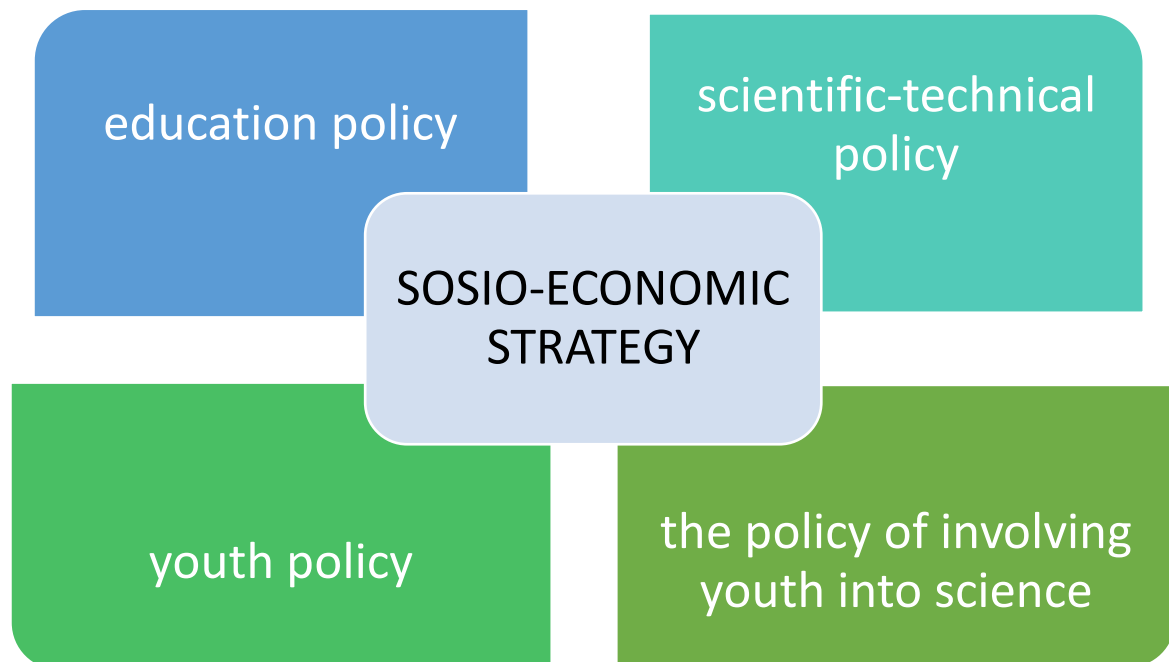 education policy
scientific-technical
policy
SOSIO-ECONOMIC
STRATEGY
youth policy
the policy of involving
youth into science